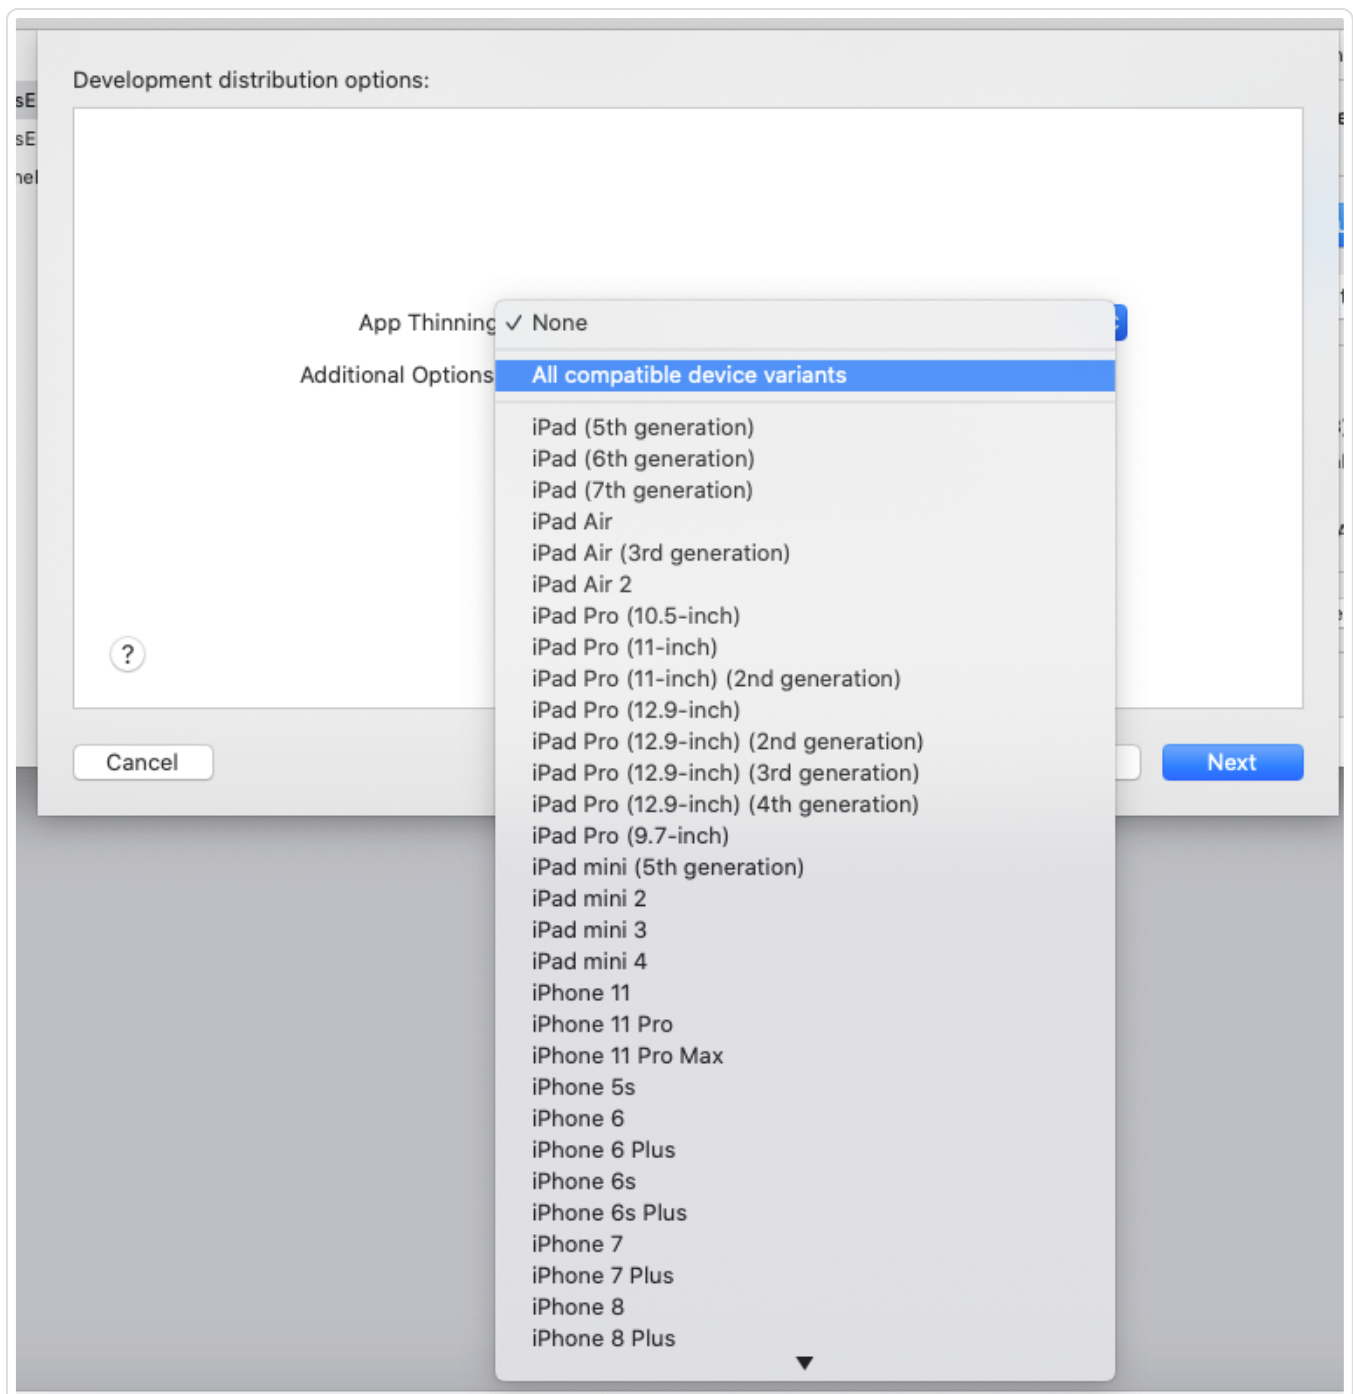 Development distribution options:
sE
sE
nel
App Thinning
✓ None
Additional Options
All compatible device variants
iPad (5th generation)
iPad (6th generation)
iPad (7th generation)
iPad Air
iPad Air (3rd generation)
iPad Air 2
iPad Pro (10.5-inch)
iPad Pro (11-inch)
iPad Pro (11-inch) (2nd generation)
iPad Pro (12.9-inch)
iPad Pro (12.9-inch) (2nd generation)
iPad Pro (12.9-inch) (3rd generation)
iPad Pro (12.9-inch) (4th generation)
iPad Pro (9.7-inch)
iPad mini (5th generation)
iPad mini 2
iPad mini 3
iPad mini 4
iPhone 11
iPhone 11 Pro
iPhone 11 Pro Max
iPhone 5s
iPhone 6
iPhone 6 Plus
iPhone 6s
iPhone 6s Plus
iPhone 7
iPhone 7 Plus
iPhone 8
iPhone 8 Plus
?
Cancel
Next